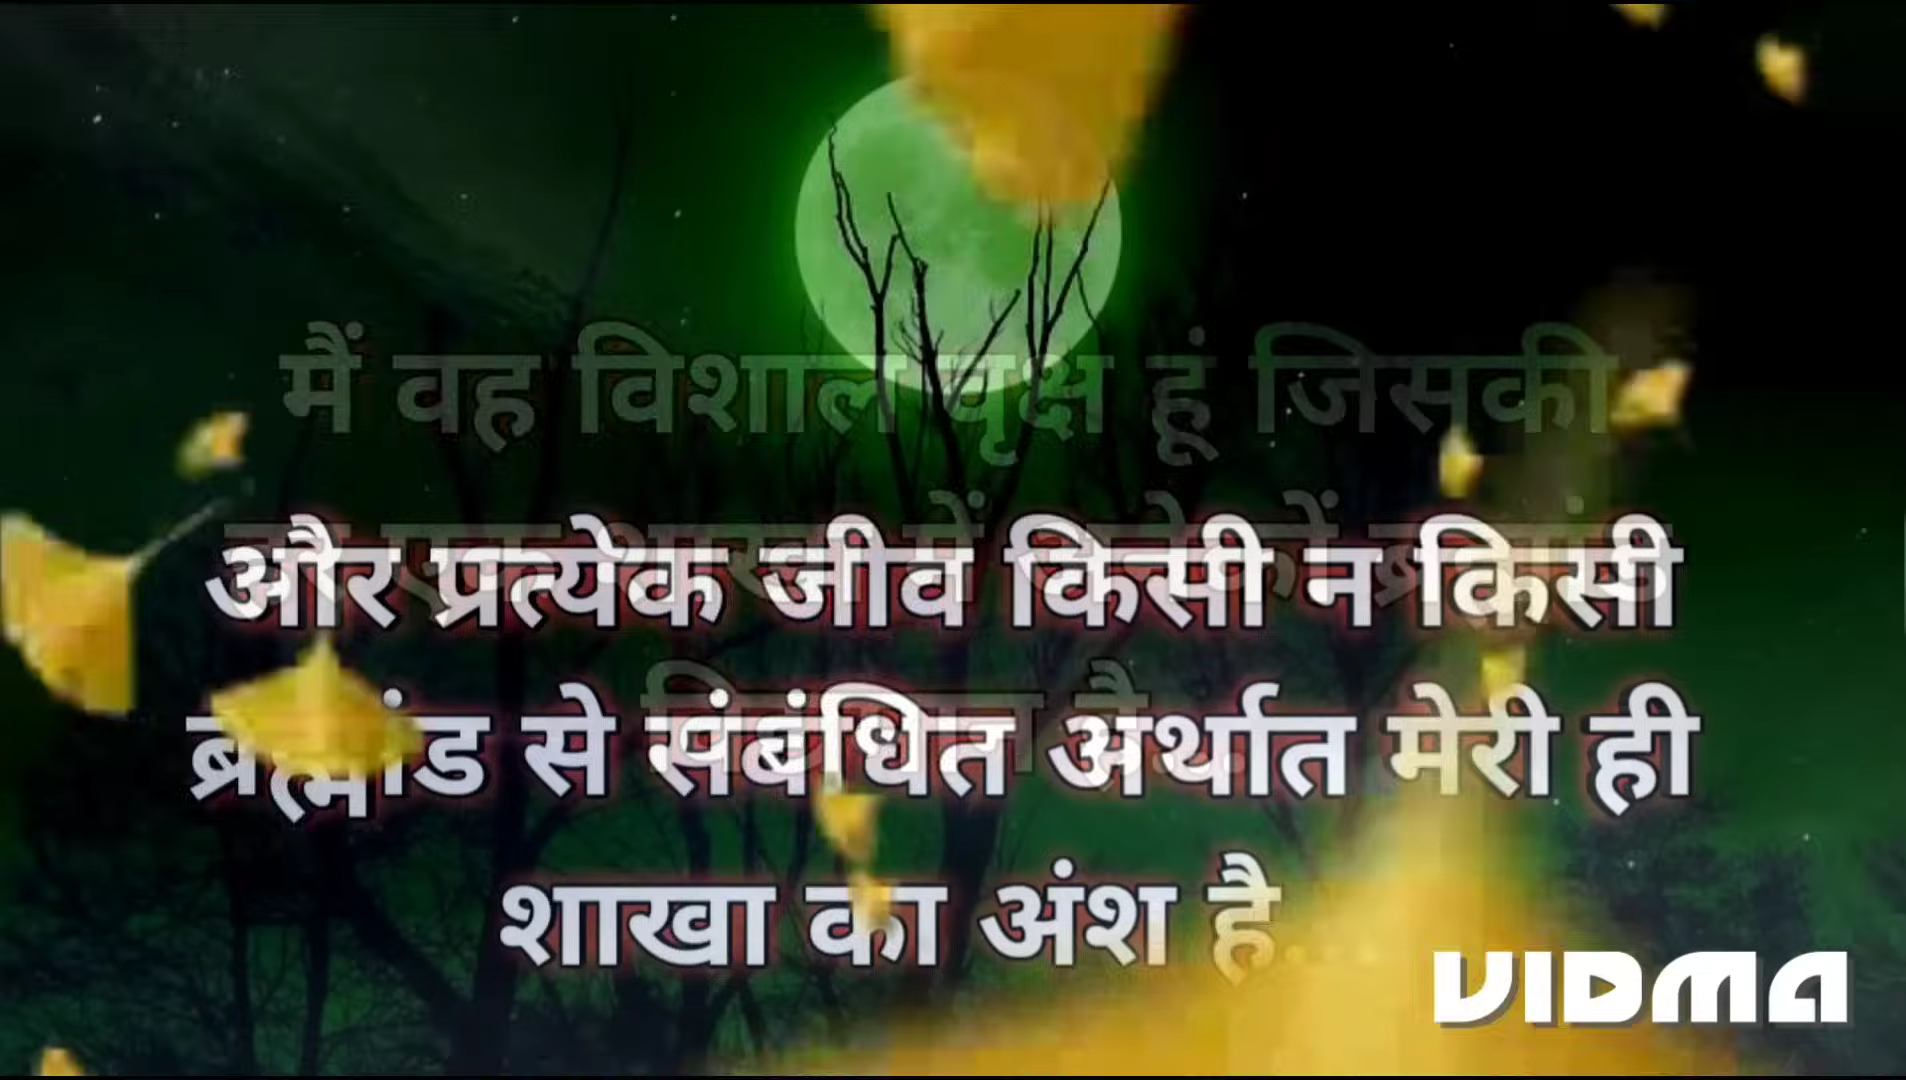 मैं वह विशाल वृक्ष हूं जिसकी
और प्रत्येक जीव किसी न किसी
ब्रह्मांड से संबंधित अर्थात मेरी ही
शाखा का अंश है...
VIDMA